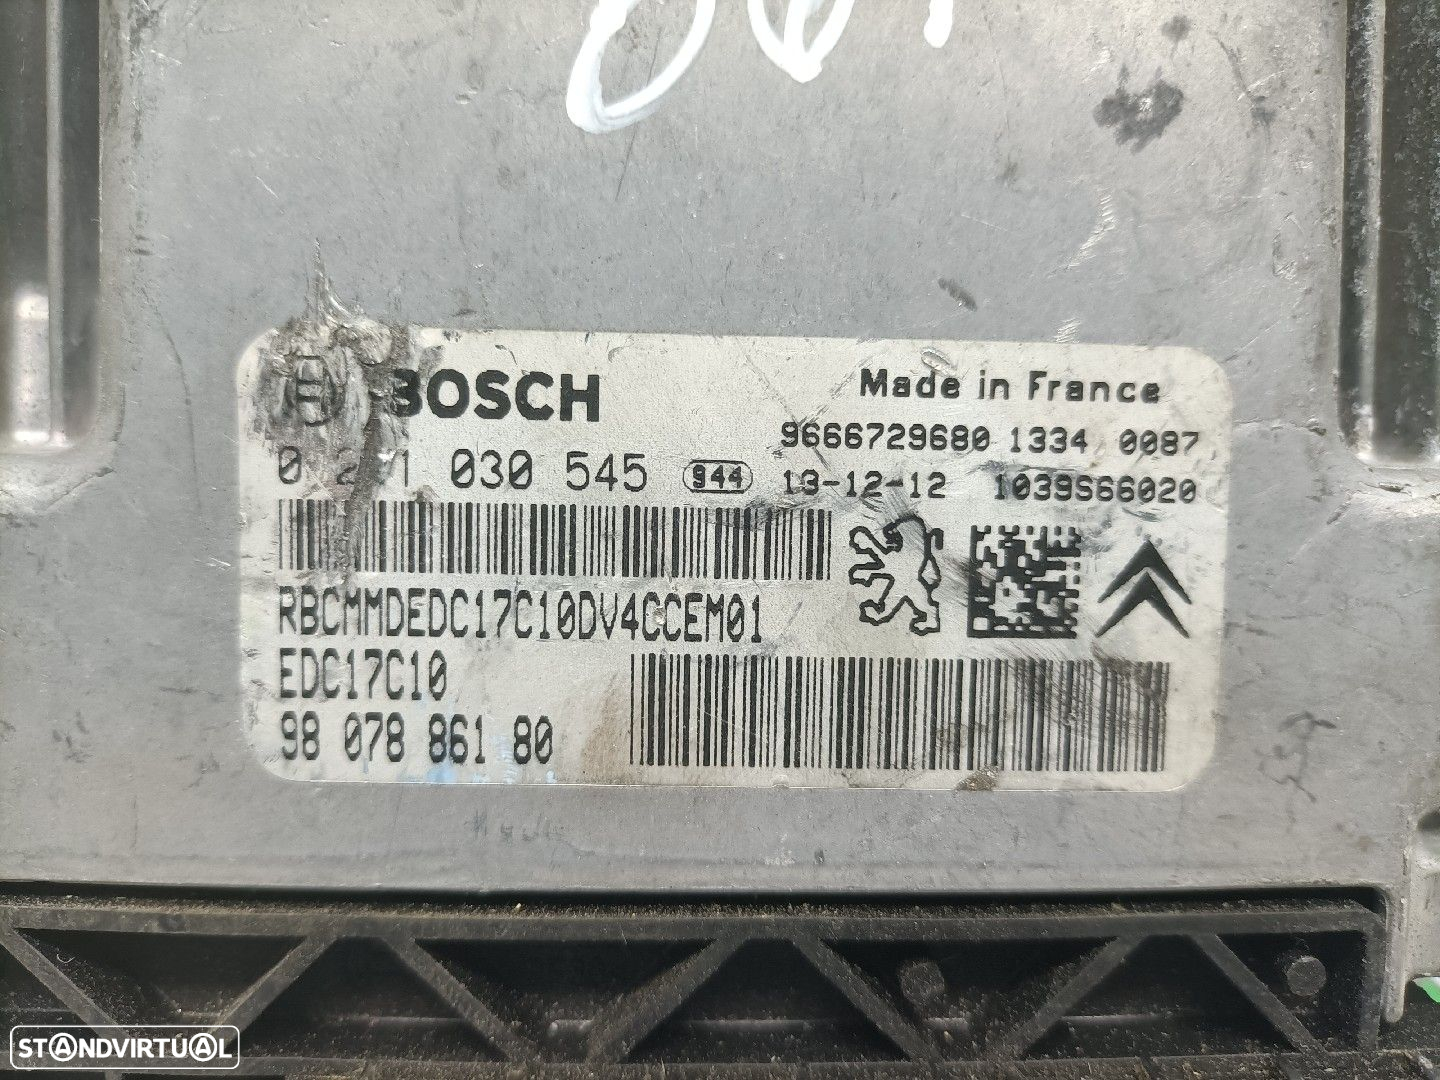 BOSCH
Made in France
9666729680 1334 0087
030 545 944 13-12-12 1039S66020
RBCMMDEDC17C10DV4CCEM01
EDC17C10
98 078 861 80
STANDVIRTUAL